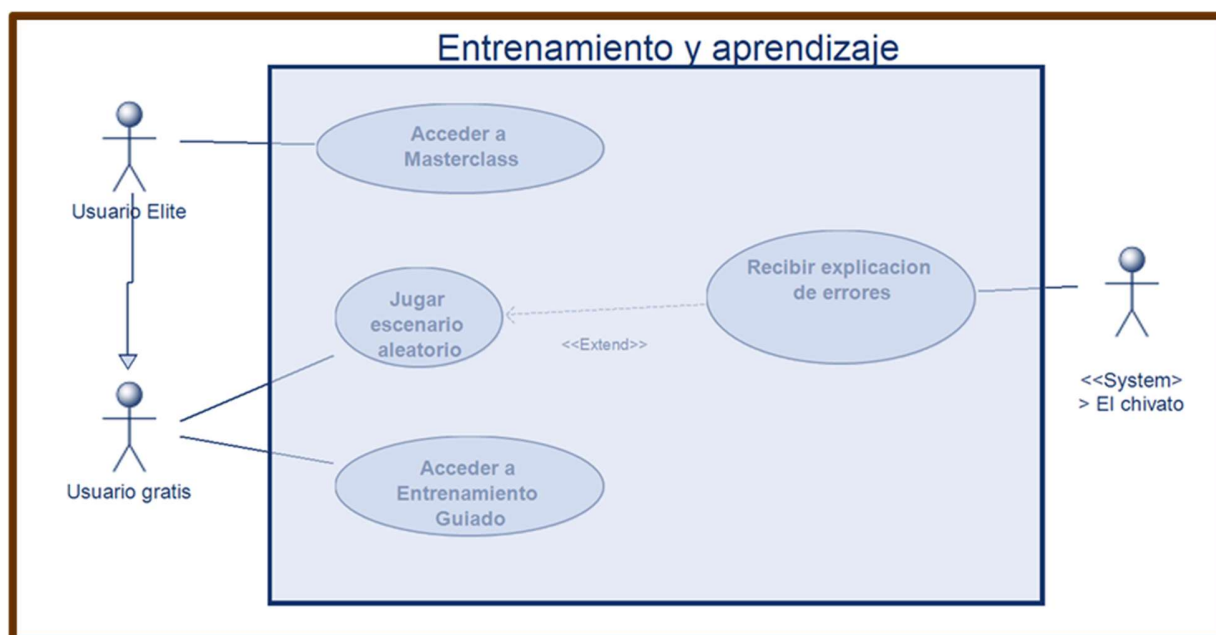 Entrenamiento y aprendizaje
Acceder a
Masterclass
Usuario Elite
Recibir explicacion
de errores
Jugar
escenario
aleatorio
<<Extend>>
<<System>
> El chivato
Usuario gratis
Acceder a
Entrenamiento
Guiado